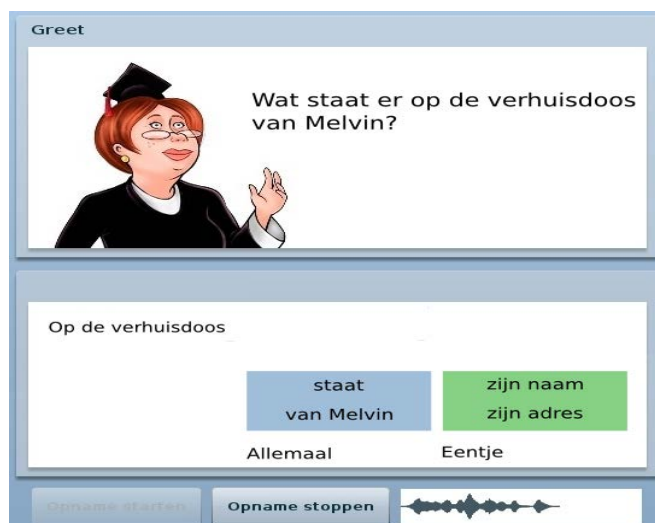 Greet
Wat staat er op de verhuisdoos
van Melvin?
Op de verhuisdoos
staat
van Melvin
zijn naam
zijn adres
Allemaal
Eentje
Opname starten
Opname stoppen